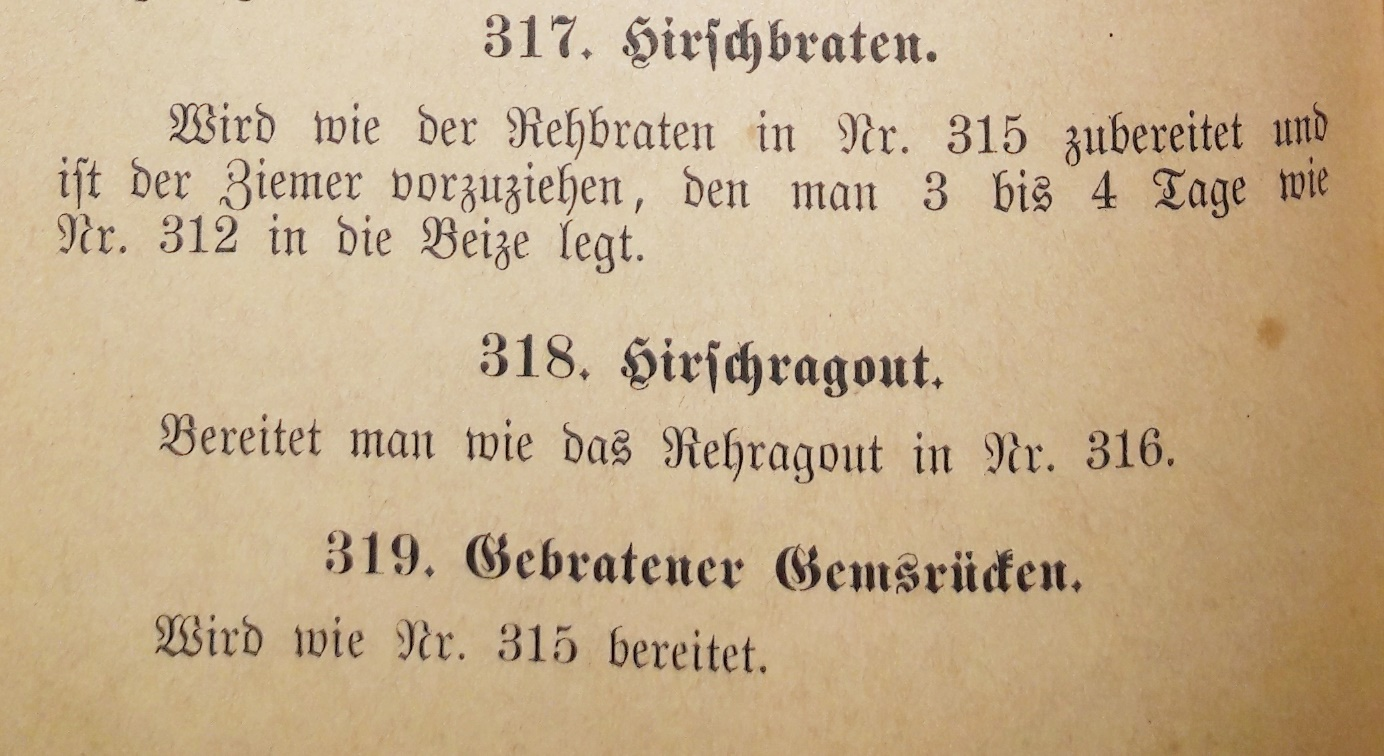 317. Hirſchbraten.
Wird wie der Rehbraten in Nr. 315 zubereitet und
iſt der Ziemer vorzuziehen, den man 3 bis 4 Tage wie
Nr. 312 in die Beize legt.
318. Hirſchragout.
Bereitet man wie das Rehragout in Nr. 316.
319. Gebratener Gemsrücken.
Wird wie Nr. 315 bereitet.